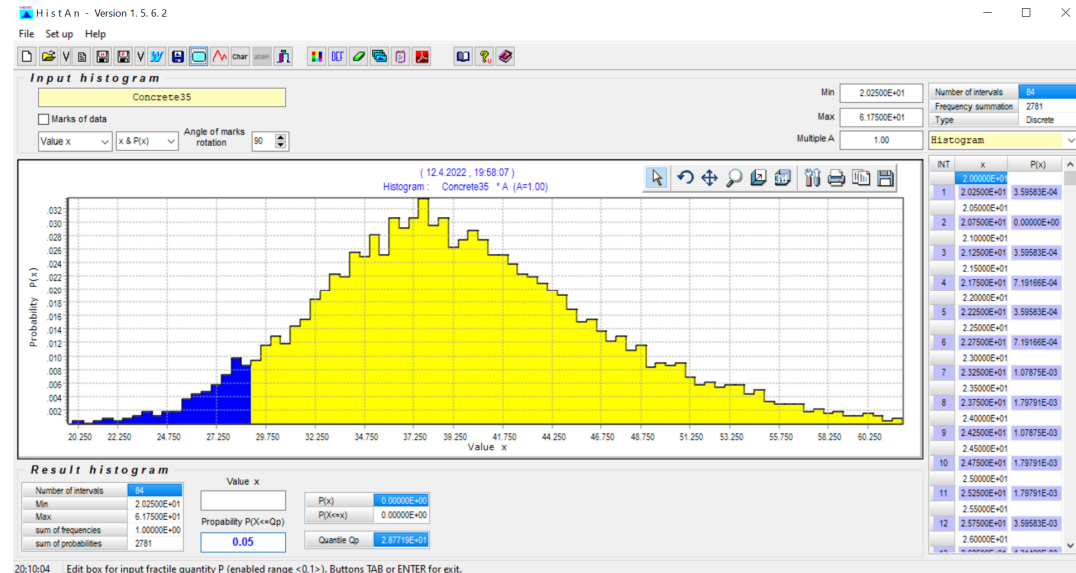 HistAn - Version 1. 5. 6. 2
File Set up Help
V V Char
DEF
Input histogram
Concrete35
Marks of data
Value x x & P(x) Angle of marks rotation 90
Min 2.02500E+01
Max 6.17500E+01
Multiple A 1.00
Number of intervals 84
Frequency summation 2781
Type Discrete
Histogram
( 12.4.2022 , 19:58:07 )
Histogram : Concrete35 * A (A=1.00)
Probability P(x)
.032
.030
.028
.026
.024
.022
.020
.018
.016
.014
.012
.010
.008
.006
.004
.002
20.250 22.250 24.750 27.250 29.750 32.250 34.750 37.250 39.250 41.750 44.250 46.750 48.750 51.250 53.250 55.750 58.250 60.250
Value x
INT x P(x)
2.00000E+01
1 2.02500E+01 3.59583E-04
2.05000E+01
2 2.07500E+01 0.00000E+00
2.10000E+01
3 2.12500E+01 3.59583E-04
2.15000E+01
4 2.17500E+01 7.19166E-04
2.20000E+01
5 2.22500E+01 3.59583E-04
2.25000E+01
6 2.27500E+01 7.19166E-04
2.30000E+01
7 2.32500E+01 1.07875E-03
2.35000E+01
8 2.37500E+01 1.79791E-03
2.40000E+01
9 2.42500E+01 1.07875E-03
2.45000E+01
10 2.47500E+01 1.79791E-03
2.50000E+01
11 2.52500E+01 1.79791E-03
2.55000E+01
12 2.57500E+01 3.59583E-03
2.60000E+01
Result histogram
Number of intervals 84
Min 2.02500E+01
Max 6.17500E+01
sum of frequencies 1.00000E+00
sum of probabilities 2781
Value x
Propability P(X<=Qp)
0.05
P(x) 0.00000E+00
P(X<=x) 0.00000E+00
Quantile Qp 2.87719E+01
20:10:04 Edit box for input fractile quantity P (enabled range <0,1>). Buttons TAB or ENTER for exit.